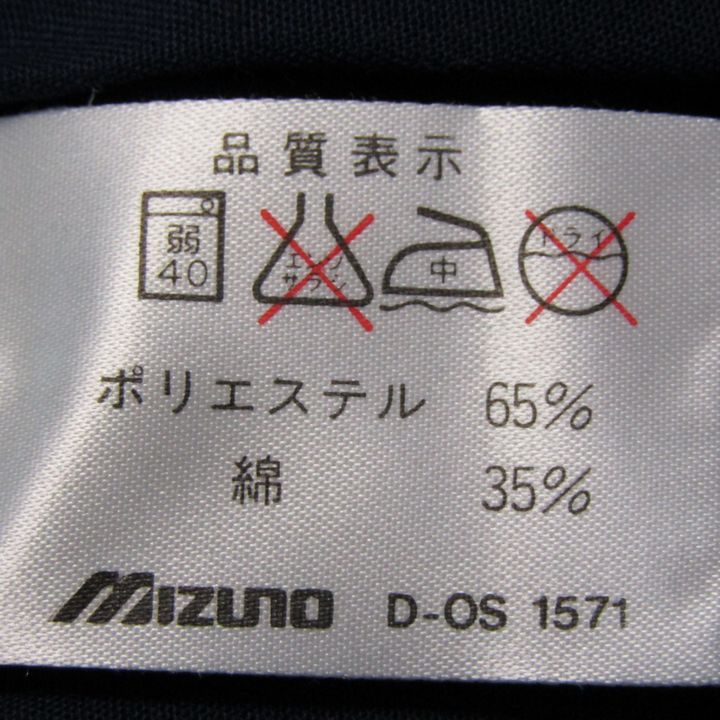 品質表示
弱 エンソ 中 ドライ
40 サラシ
ポリエステル 65%
綿 35%
MIZUNO D-OS 1571